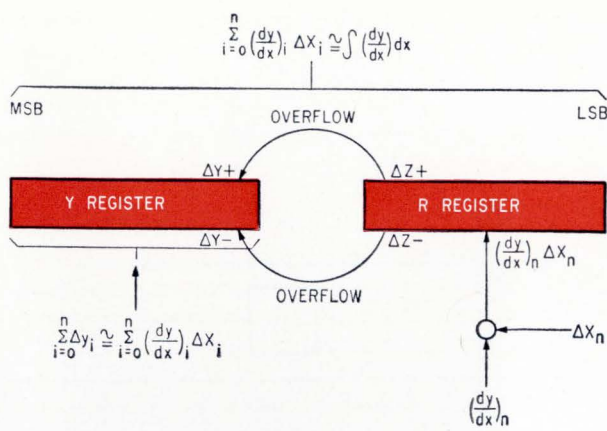 n∑i=0 (dy/dx)i ΔXi ≅ ∫(dy/dx)dx
MSB
LSB
OVERFLOW
ΔY+
ΔZ+
Y REGISTER
R REGISTER
ΔY-
ΔZ-
OVERFLOW
(dy/dx)n ΔXn
n∑i=0 Δyi ≅ n∑i=0 (dy/dx)i ΔXi
ΔXn
(dy/dx)n